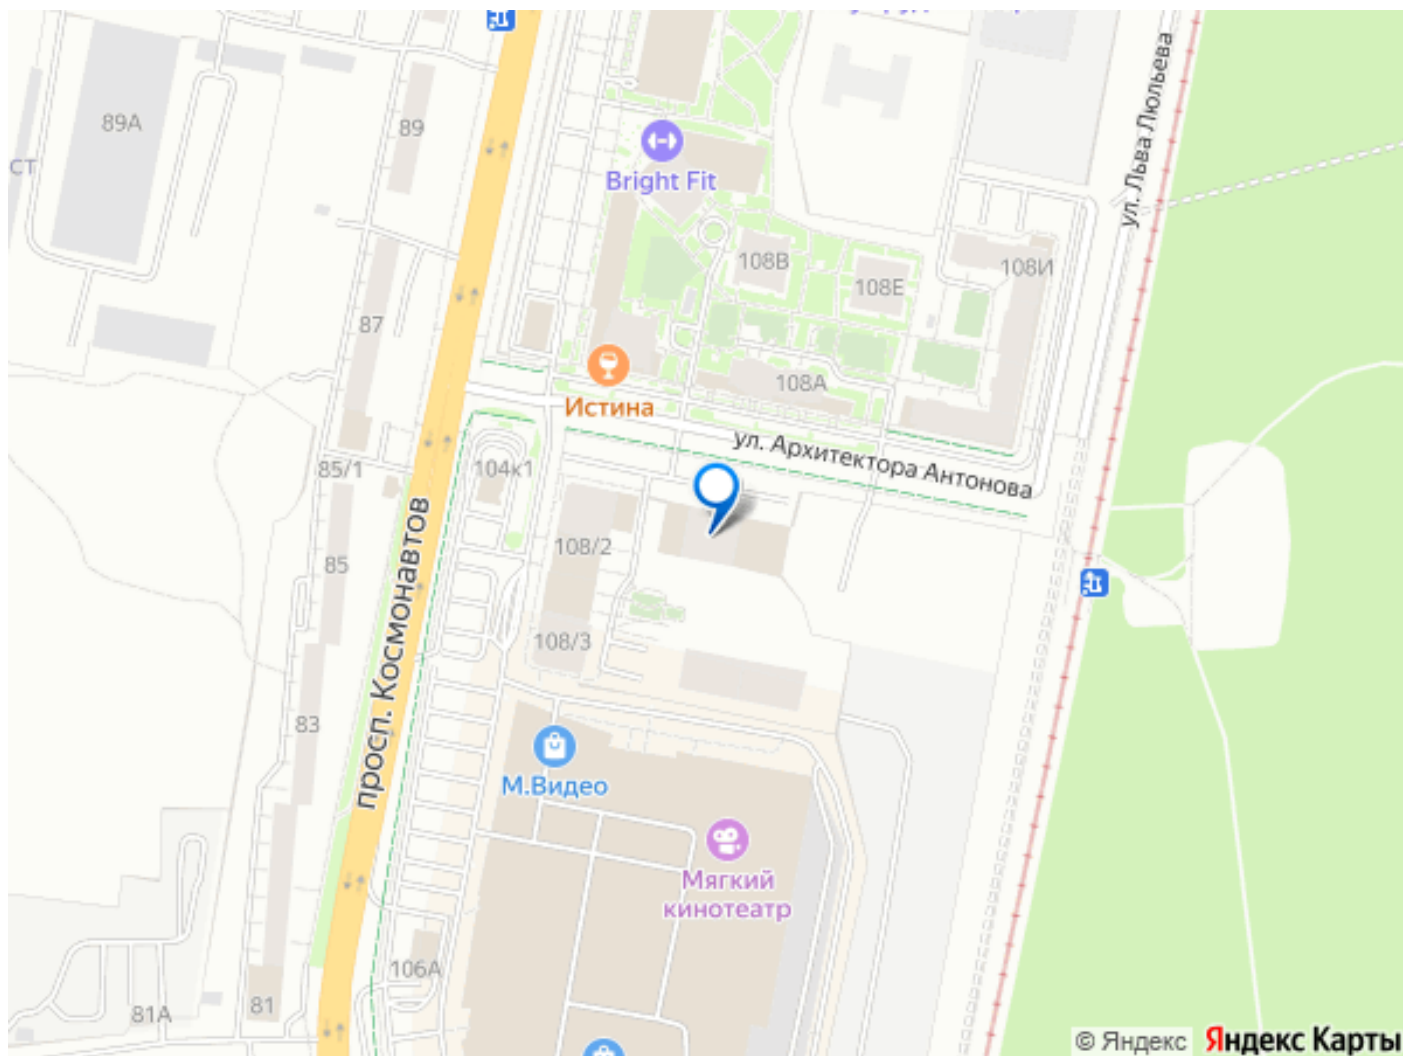 ул. Льва Люльева
89А
89
СТ
Bright Fit
108В
108И
108Е
87
108А
Истина
ул. Архитектора Антонова
85/1
104к1
просп. Космонавтов
108/2
85
108/3
83
М.Видео
Мягкий
кинотеатр
106А
81
81А
© Яндекс
Яндекс Карты